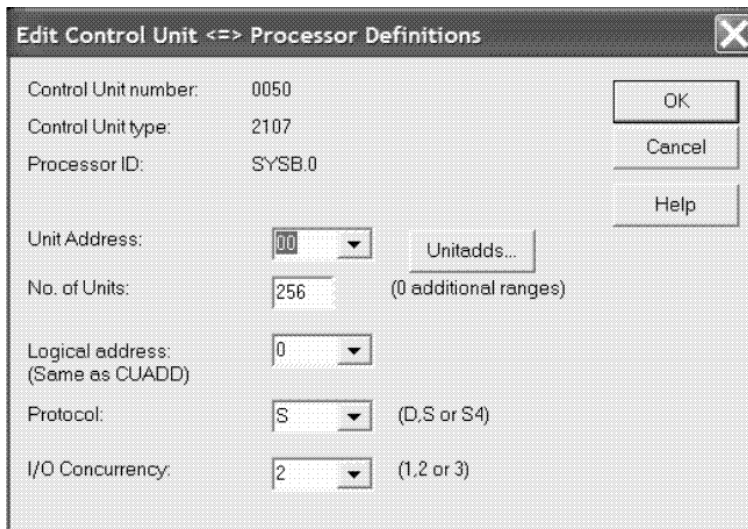 Edit Control Unit <=> Processor Definitions
Control Unit number: 0050
OK
Control Unit type: 2107
Cancel
Processor ID: SYSB.0
Help
Unit Address: 00 Unitadds...
No. of Units: 256 (0 additional ranges)
Logical address: 0
(Same as CUADD)
Protocol: S (D,S or S4)
I/O Concurrency: 2 (1,2 or 3)